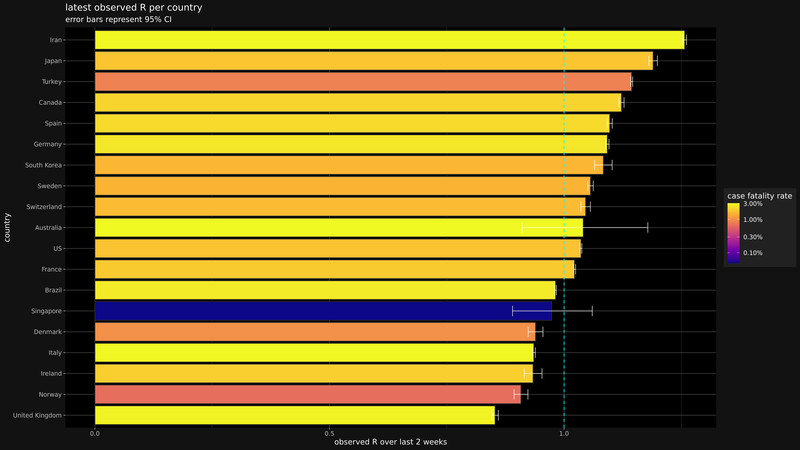 latest observed R per country
error bars represent 95% CI
country
Iran
Japan
Turkey
Canada
Spain
Germany
South Korea
Sweden
Switzerland
Australia
US
France
Brazil
Singapore
Denmark
Italy
Ireland
Norway
United Kingdom
0.0 0.5 1.0
observed R over last 2 weeks
case fatality rate
3.00%
1.00%
0.30%
0.10%